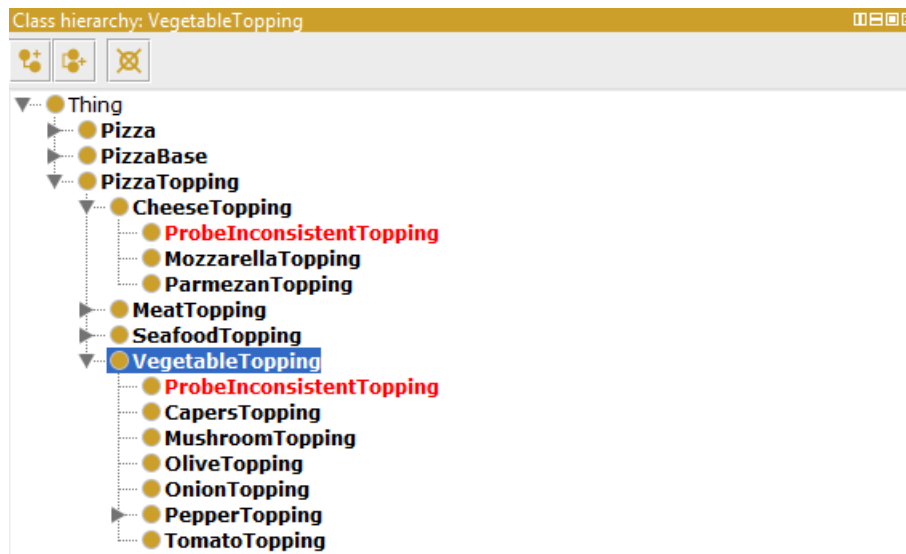 Class hierarchy: VegetableTopping
Thing
Pizza
PizzaBase
PizzaTopping
CheeseTopping
ProbeInconsistentTopping
MozzarellaTopping
ParmezanTopping
MeatTopping
SeafoodTopping
VegetableTopping
ProbeInconsistentTopping
CapersTopping
MushroomTopping
OliveTopping
OnionTopping
PepperTopping
TomatoTopping